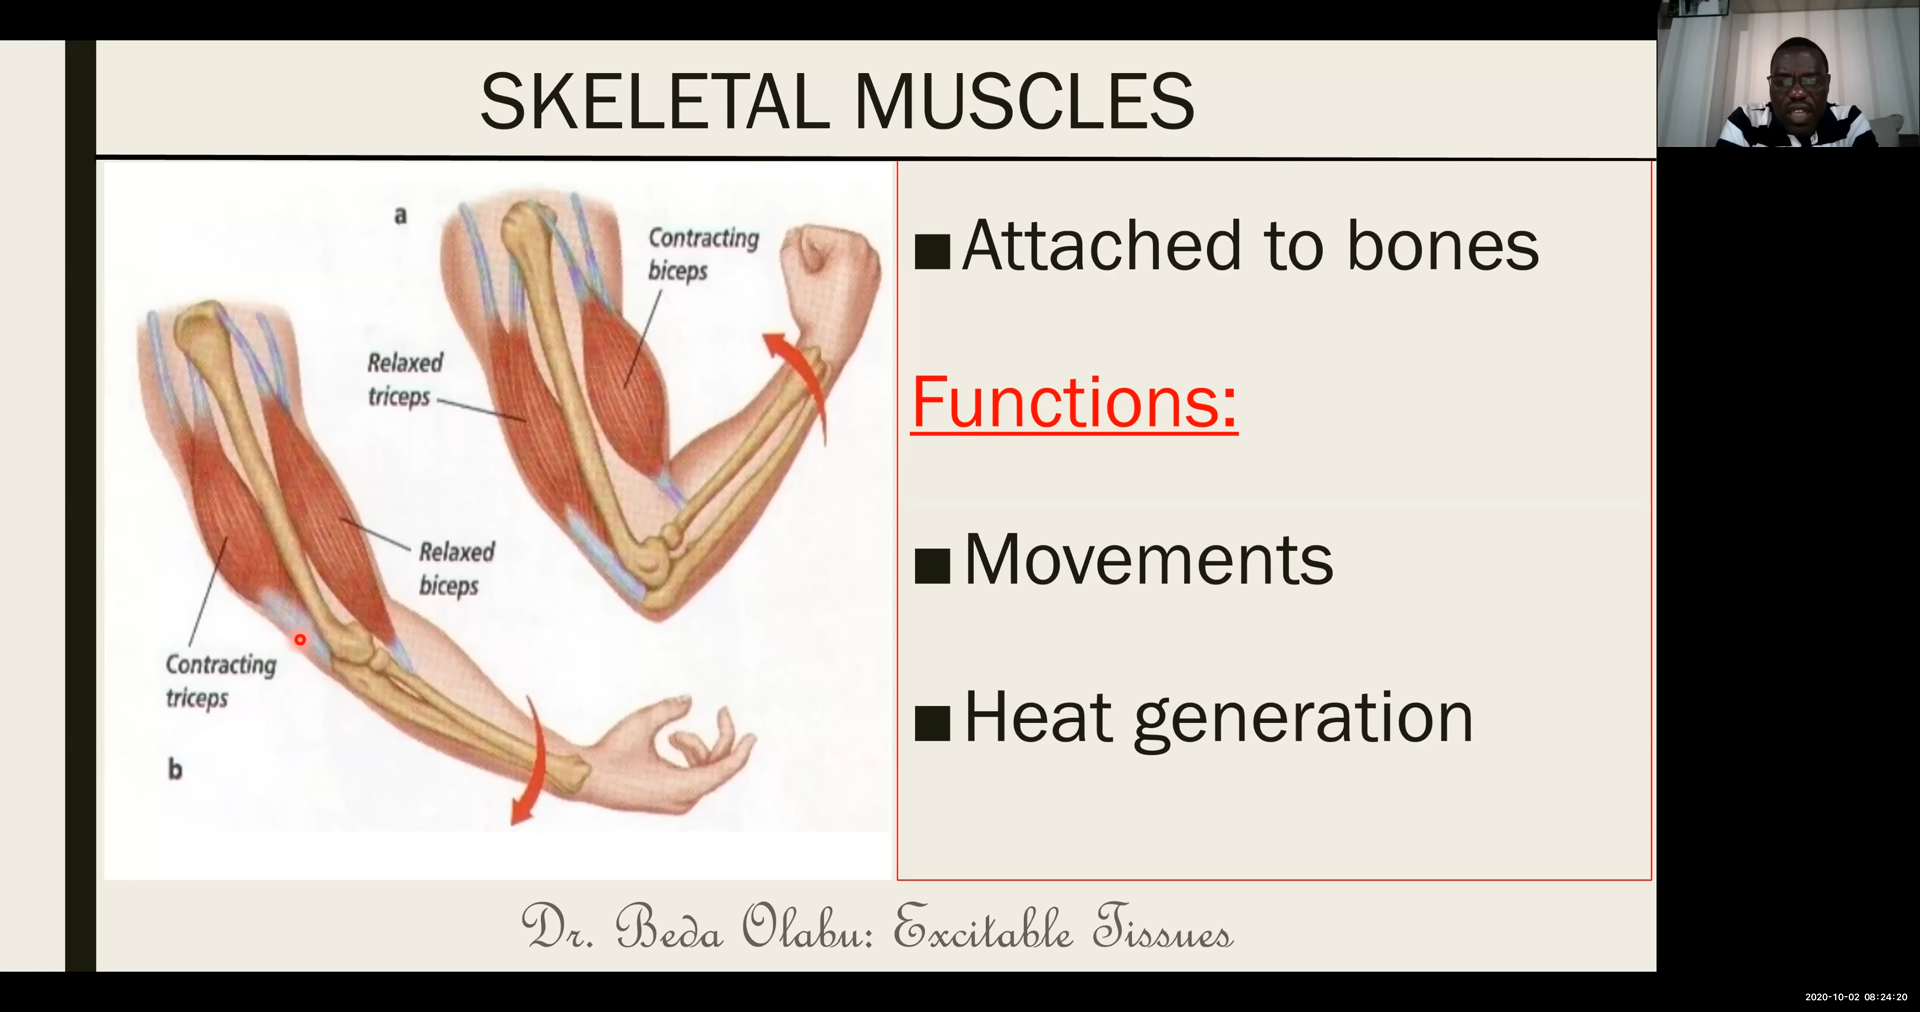 SKELETAL MUSCLES
a
Contracting
biceps
Relaxed
triceps
Relaxed
biceps
Contracting
triceps
b
■Attached to bones
Functions:
■Movements
■Heat generation
Dr. Beda Olabu: Excitable Tissues
2020-10-02 08:24:20